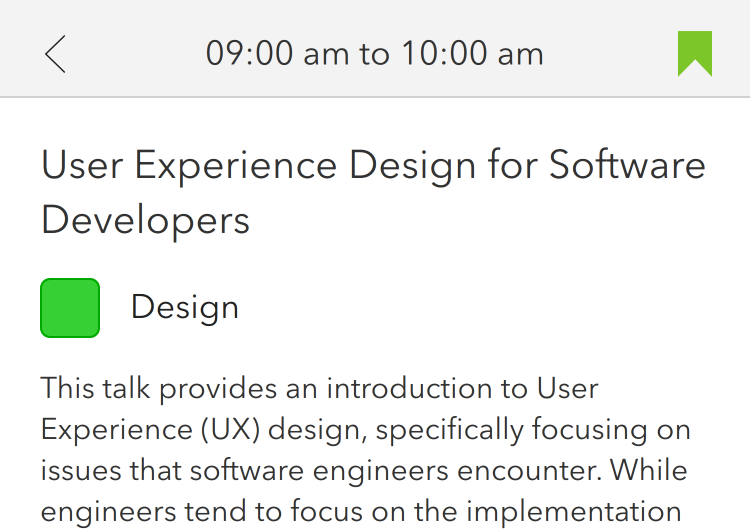 09:00 am to 10:00 am
User Experience Design for Software
Developers
Design
This talk provides an introduction to User
Experience (UX) design, specifically focusing on
issues that software engineers encounter. While
engineers tend to focus on the implementation